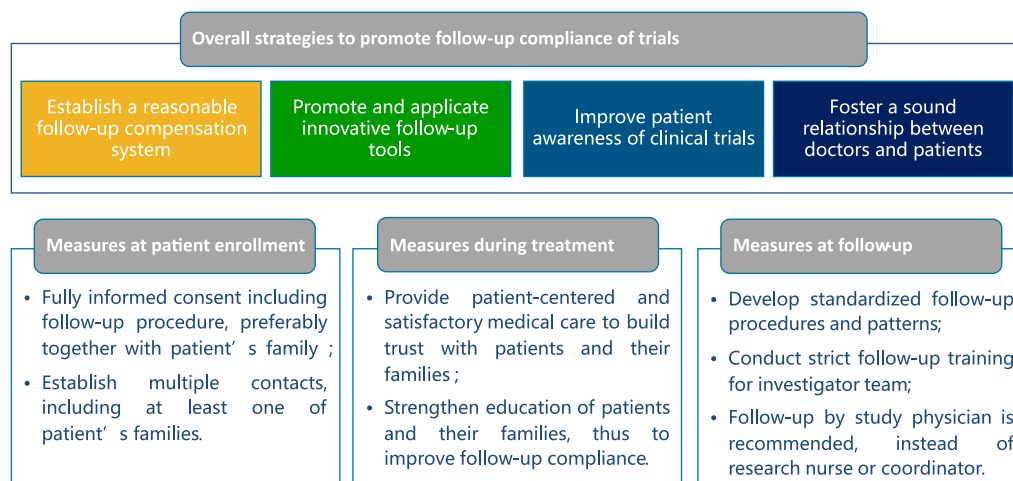 Overall strategies to promote follow-up compliance of trials
Establish a reasonable
follow-up compensation
system
Promote and applicate
innovative follow-up
tools
Improve patient
awareness of clinical trials
Foster a sound
relationship between
doctors and patients
Measures at patient enrollment
• Fully informed consent including
follow-up procedure, preferably
together with patient' s family ;
• Establish multiple contacts,
including at least one of
patient' s families.
Measures during treatment
• Provide patient-centered and
satisfactory medical care to build
trust with patients and their
families ;
• Strengthen education of patients
and their families, thus to
improve follow-up compliance.
Measures at follow-up
• Develop standardized follow-up
procedures and patterns;
• Conduct strict follow-up training
for investigator team;
• Follow-up by study physician is
recommended, instead of
research nurse or coordinator.